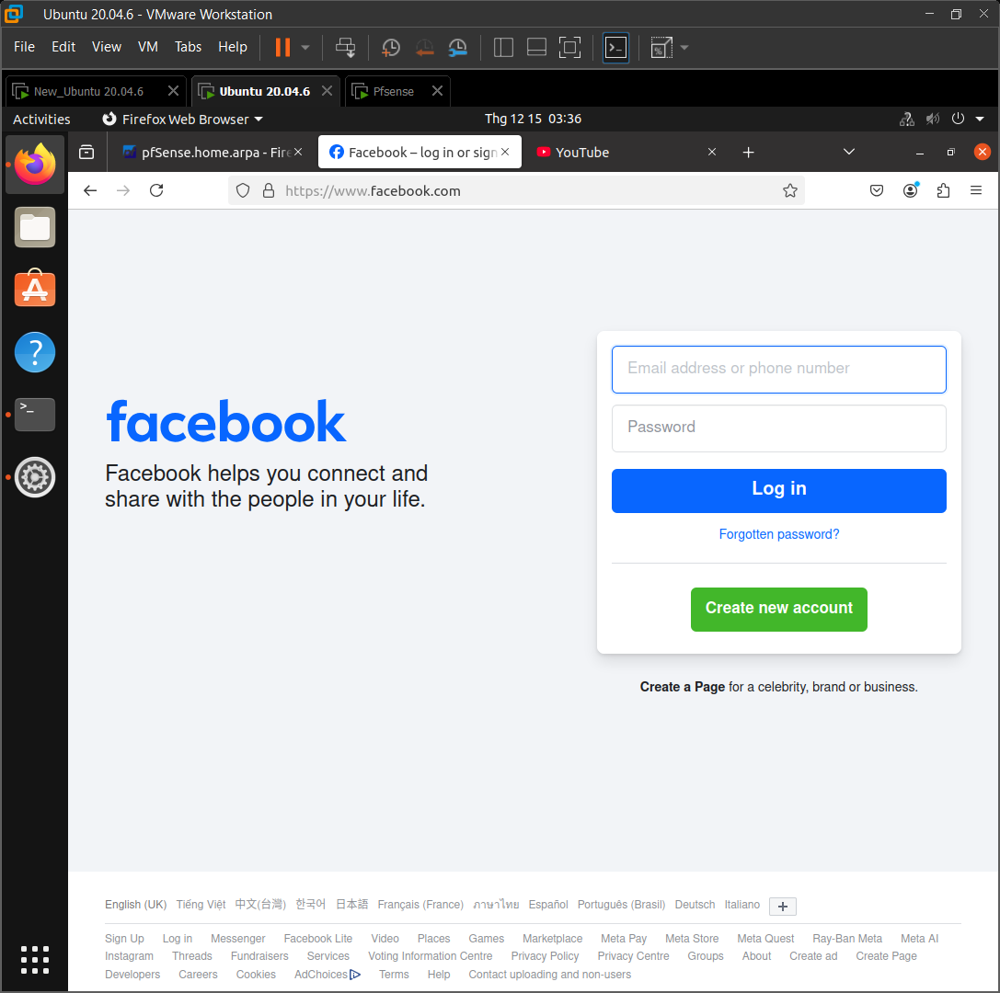 Ubuntu 20.04.6 - VMware Workstation
File Edit View VM Tabs Help
New_Ubuntu 20.04.6 Ubuntu 20.04.6 Pfsense
Activities Firefox Web Browser Thg 12 15 03:36
pfSense.home.arpa - Fire Facebook – log in or sign YouTube
https://www.facebook.com
Email address or phone number
facebook
Password
Facebook helps you connect and
share with the people in your life.
Log in
Forgotten password?
Create new account
Create a Page for a celebrity, brand or business.
English (UK) Tiếng Việt 中文(台灣) 한국어 日本語 Français (France) ภาษาไทย Español Português (Brasil) Deutsch Italiano
Sign Up Log in Messenger Facebook Lite Video Places Games Marketplace Meta Pay Meta Store Meta Quest Ray-Ban Meta Meta AI
Instagram Threads Fundraisers Services Voting Information Centre Privacy Policy Privacy Centre Groups About Create ad Create Page
Developers Careers Cookies AdChoices Terms Help Contact uploading and non-users